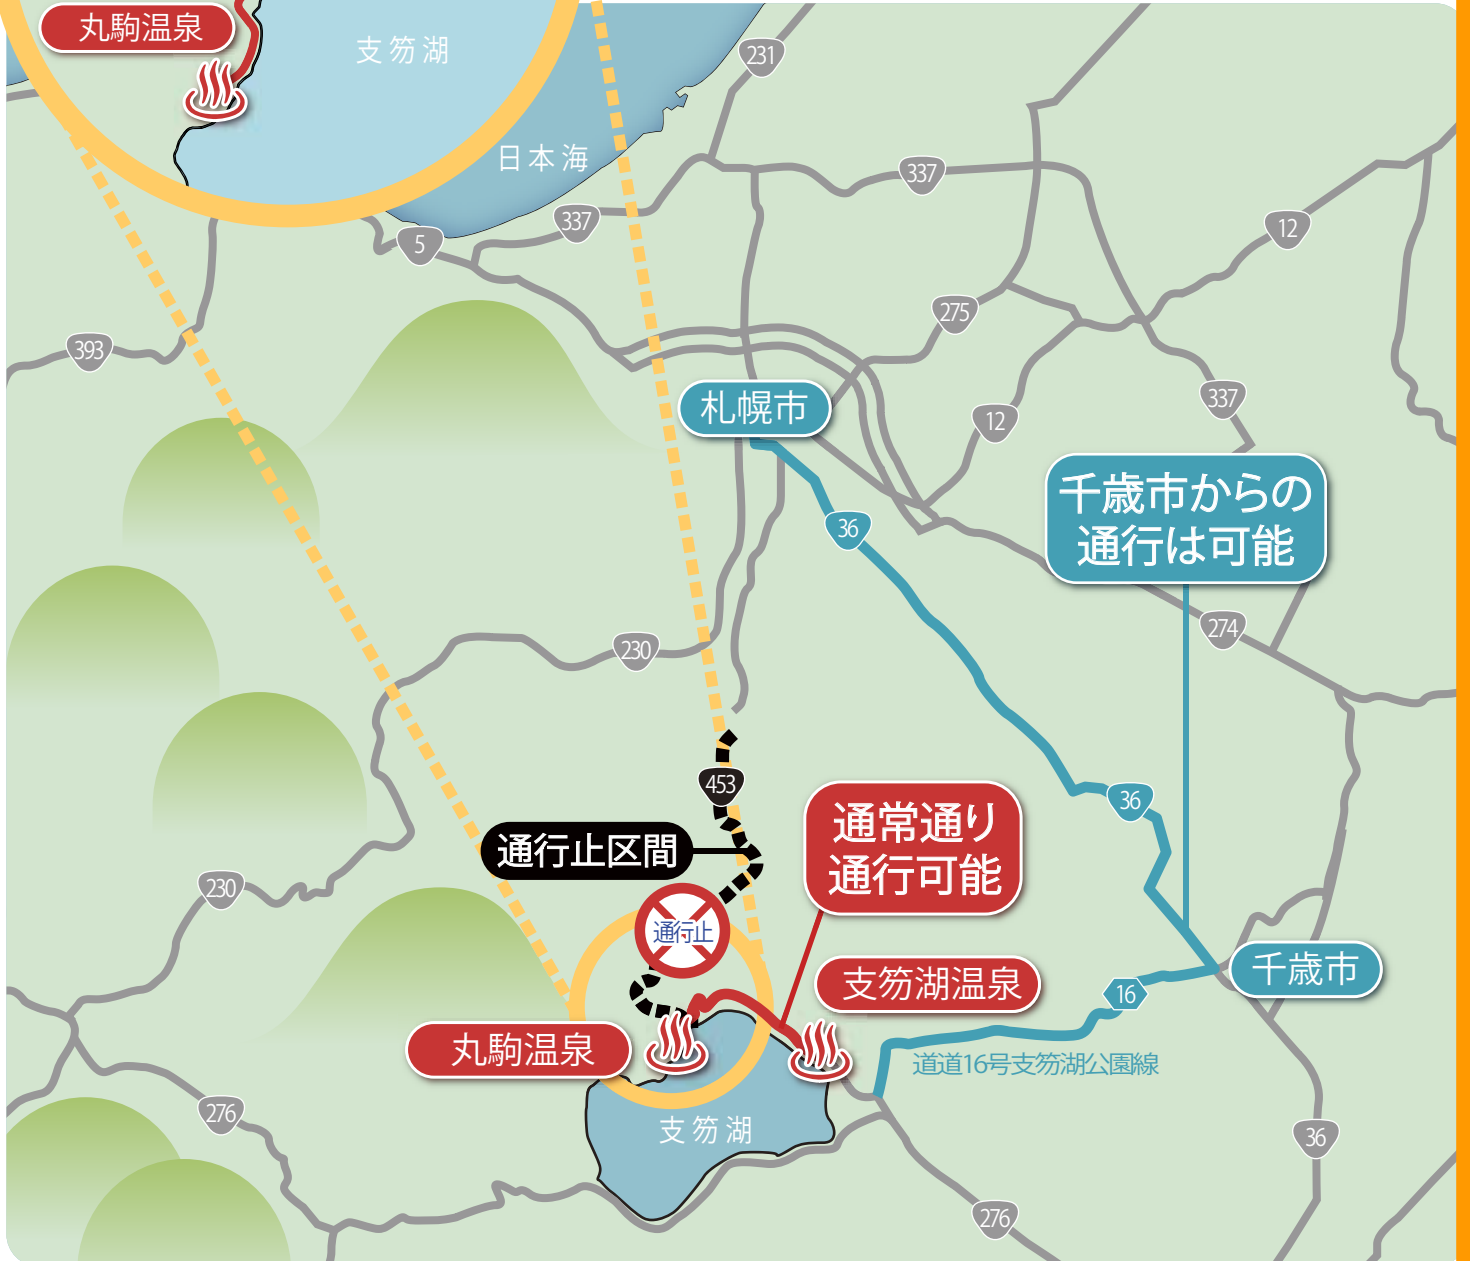 丸駒温泉
支笏湖
231
日本海
337
337
12
5
275
393
337
札幌市
12
千歳市からの
通行は可能
36
274
230
453
36
通常通り
通行可能
通行止区間
230
通行止
支笏湖温泉
千歳市
16
丸駒温泉
道道16号支笏湖公園線
276
支笏湖
36
276